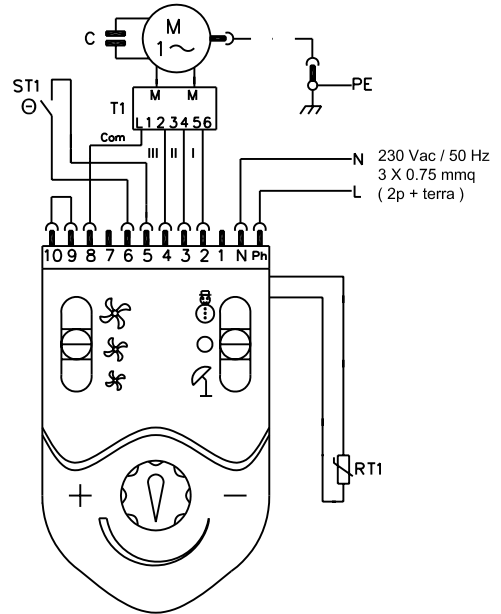 C
M
1
ST1
T1
M M
L 1 2 3 4 5 6
Com
III II I
PE
N 230 Vac / 50 Hz
3 X 0.75 mmq
L ( 2p + terra )
10 9 8 7 6 5 4 3 2 1 N Ph
RT1
+ −